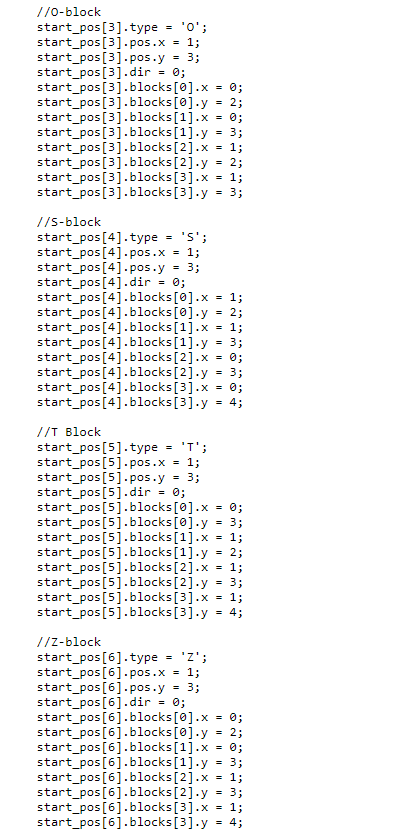 //O-block
start_pos[3].type = 'O';
start_pos[3].pos.x = 1;
start_pos[3].pos.y = 3;
start_pos[3].dir = 0;
start_pos[3].blocks[0].x = 0;
start_pos[3].blocks[0].y = 2;
start_pos[3].blocks[1].x = 0;
start_pos[3].blocks[1].y = 3;
start_pos[3].blocks[2].x = 1;
start_pos[3].blocks[2].y = 2;
start_pos[3].blocks[3].x = 1;
start_pos[3].blocks[3].y = 3;

//S-block
start_pos[4].type = 'S';
start_pos[4].pos.x = 1;
start_pos[4].pos.y = 3;
start_pos[4].dir = 0;
start_pos[4].blocks[0].x = 1;
start_pos[4].blocks[0].y = 2;
start_pos[4].blocks[1].x = 1;
start_pos[4].blocks[1].y = 3;
start_pos[4].blocks[2].x = 0;
start_pos[4].blocks[2].y = 3;
start_pos[4].blocks[3].x = 0;
start_pos[4].blocks[3].y = 4;

//T Block
start_pos[5].type = 'T';
start_pos[5].pos.x = 1;
start_pos[5].pos.y = 3;
start_pos[5].dir = 0;
start_pos[5].blocks[0].x = 0;
start_pos[5].blocks[0].y = 3;
start_pos[5].blocks[1].x = 1;
start_pos[5].blocks[1].y = 2;
start_pos[5].blocks[2].x = 1;
start_pos[5].blocks[2].y = 3;
start_pos[5].blocks[3].x = 1;
start_pos[5].blocks[3].y = 4;

//Z-block
start_pos[6].type = 'Z';
start_pos[6].pos.x = 1;
start_pos[6].pos.y = 3;
start_pos[6].dir = 0;
start_pos[6].blocks[0].x = 0;
start_pos[6].blocks[0].y = 2;
start_pos[6].blocks[1].x = 0;
start_pos[6].blocks[1].y = 3;
start_pos[6].blocks[2].x = 1;
start_pos[6].blocks[2].y = 3;
start_pos[6].blocks[3].x = 1;
start_pos[6].blocks[3].y = 4;